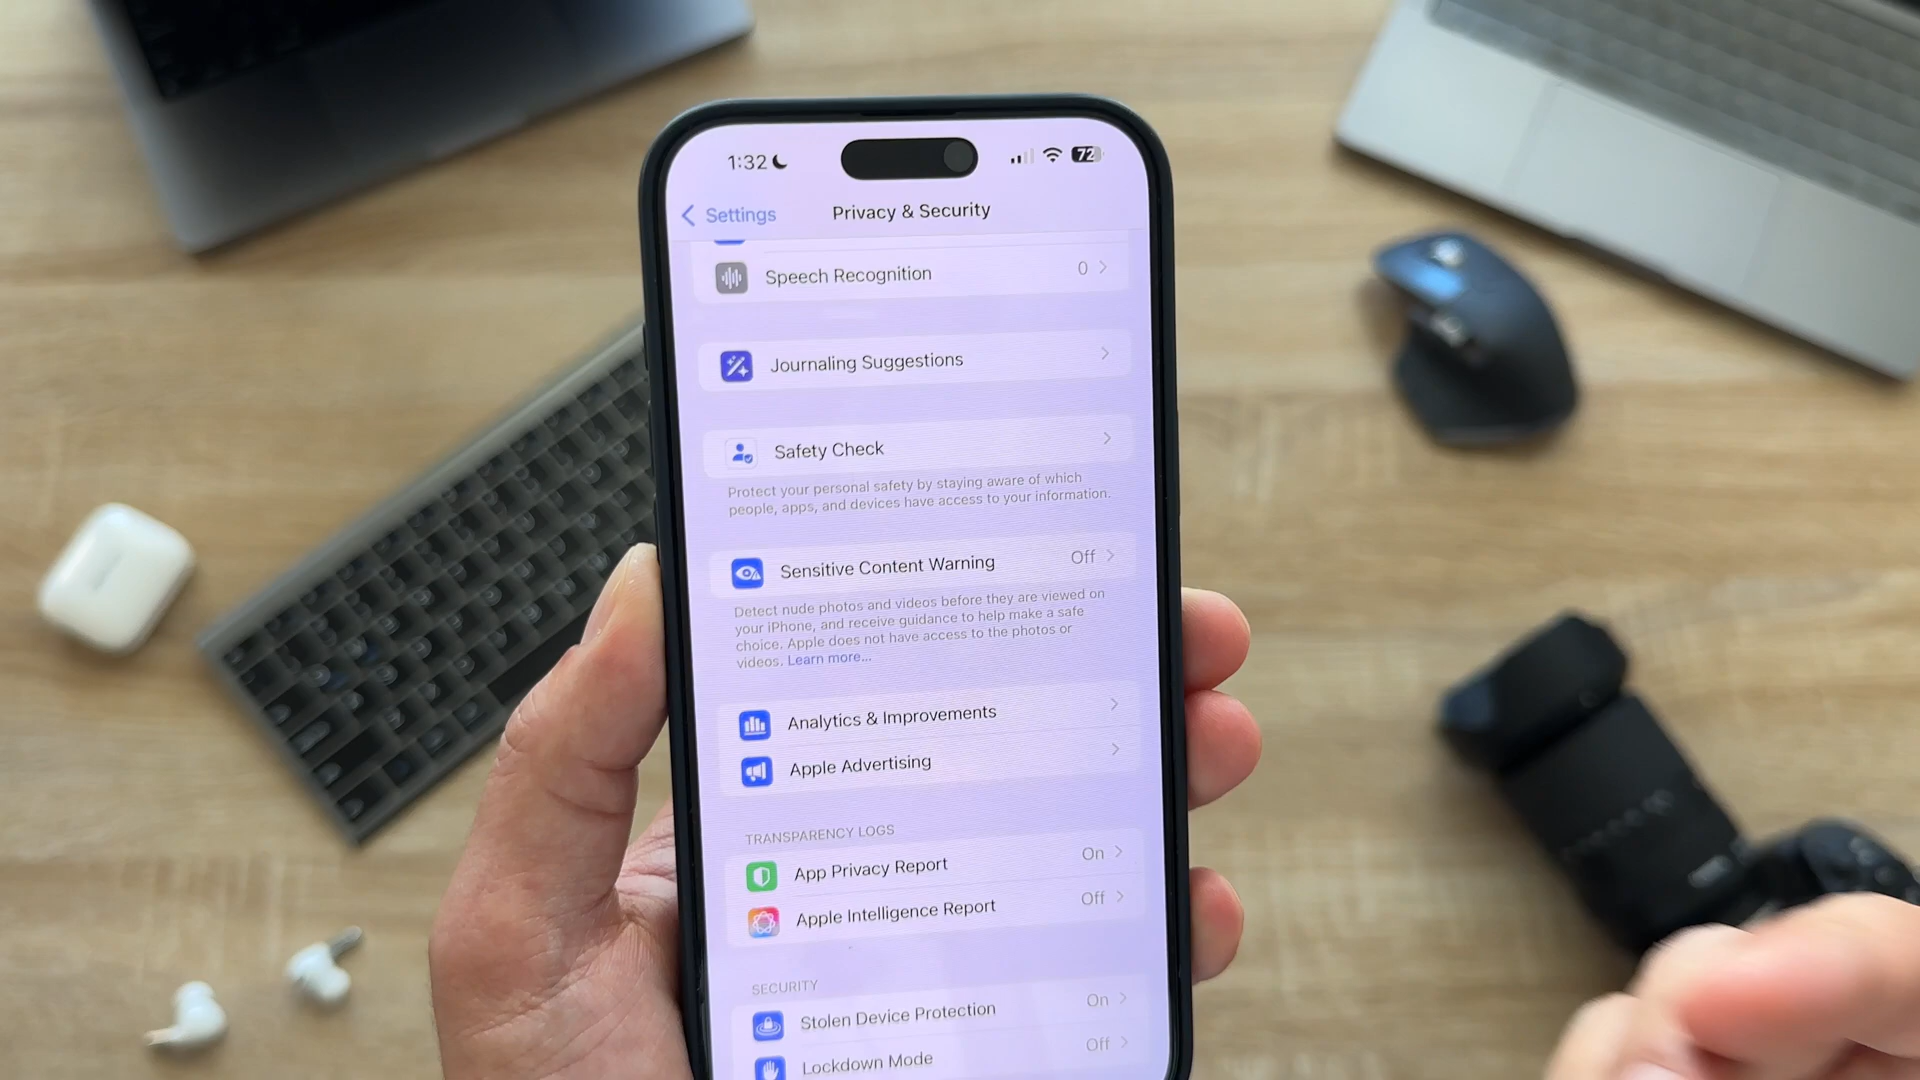 1:32
72
Settings
Privacy & Security
Speech Recognition 0
Journaling Suggestions
Safety Check
Protect your personal safety by staying aware of which
people, apps, and devices have access to your information.
Sensitive Content Warning Off
Detect nude photos and videos before they are viewed on
your iPhone, and receive guidance to help make a safe
choice. Apple does not have access to the photos or
videos. Learn more...
Analytics & Improvements
Apple Advertising
TRANSPARENCY LOGS
App Privacy Report On
Apple Intelligence Report Off
SECURITY
Stolen Device Protection On
Lockdown Mode Off